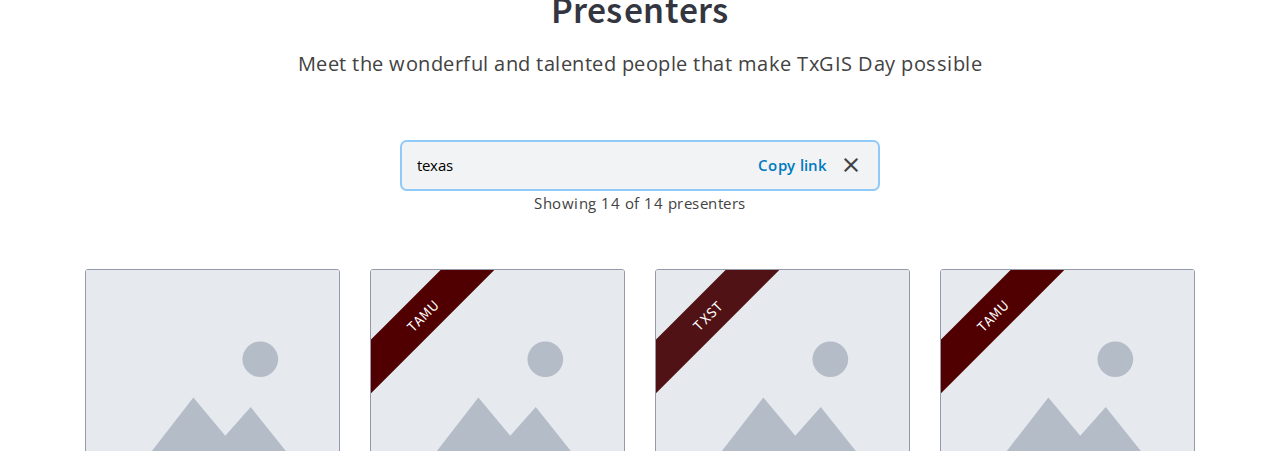 Presenters
Meet the wonderful and talented people that make TxGIS Day possible
texas
Copy link
Showing 14 of 14 presenters
TAMU
TXST
TAMU